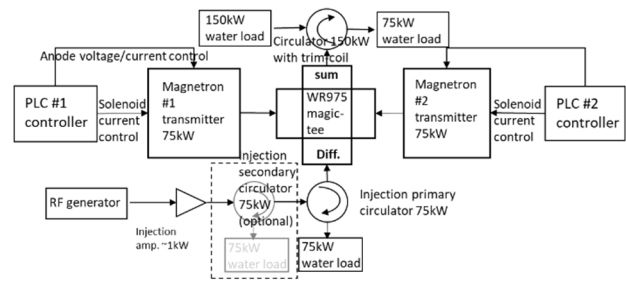 150kW
water load
75kW
water load
Circulator 150kW
with trim coil
Anode voltage/current control
sum
PLC #1
controller
Solenoid
current
control
Magnetron
#1
transmitter
75kW
WR975
magic-
tee
Magnetron
#2
transmitter
75kW
Solenoid
current
control
PLC #2
controller
Diff.
Injection
secondary
circulator
75kW
(optional)
RF generator
Injection
amp. ~1kW
Injection primary
circulator 75kW
75kW
water load
75kW
water load